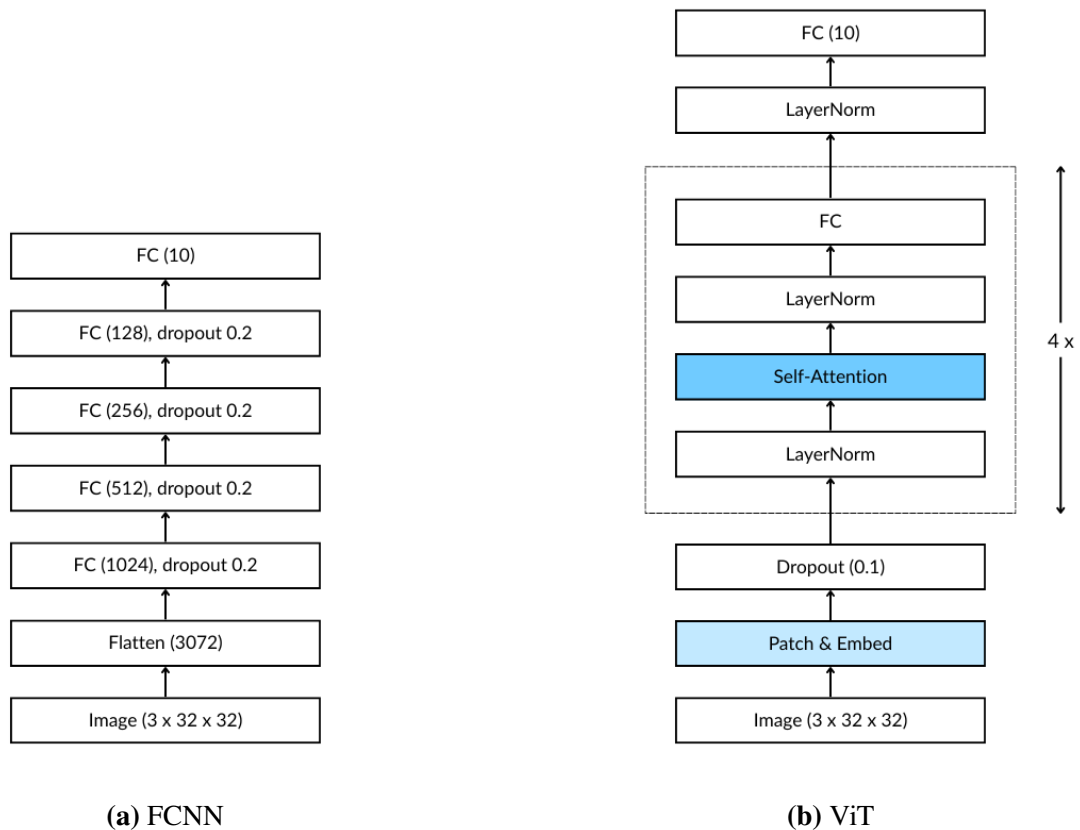 FC (10)
FC (128), dropout 0.2
FC (256), dropout 0.2
FC (512), dropout 0.2
FC (1024), dropout 0.2
Flatten (3072)
Image (3 x 32 x 32)
(a) FCNN
FC (10)
LayerNorm
FC
LayerNorm
Self-Attention
LayerNorm
4 x
Dropout (0.1)
Patch & Embed
Image (3 x 32 x 32)
(b) ViT